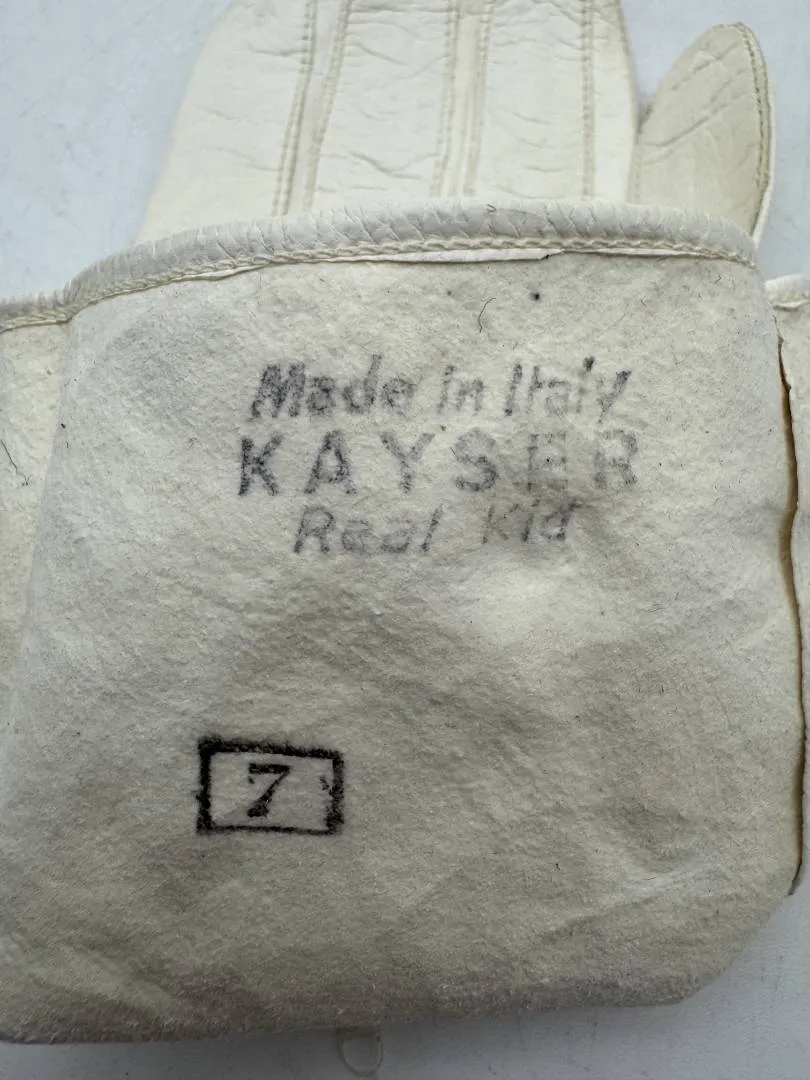 Made in Italy
KAYSER
Real Kid
7